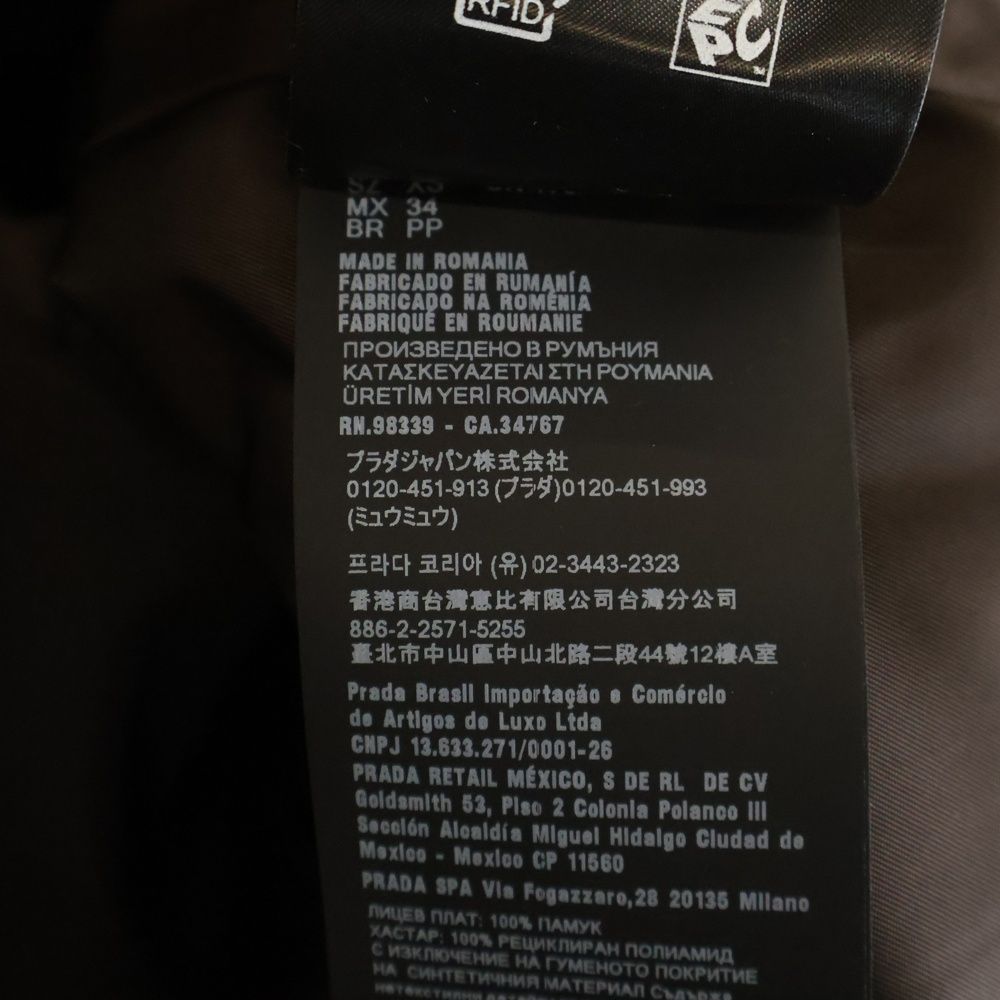 RFID
EPC
SZ XS
MX 34
BR PP
MADE IN ROMANIA
FABRICADO EN RUMANÍA
FABRICADO NA ROMÊNIA
FABRIQUÉ EN ROUMANIE
ПРОИЗВЕДЕНО В РУМЪНИЯ
ΚΑΤΑΣΚΕΥΑΖΕΤΑΙ ΣΤΗ ΡΟΥΜΑΝΙΑ
ÜRETİM YERİ ROMANYA
RN.98339 - CA.34767
プラダジャパン株式会社
0120-451-913 (プラダ)0120-451-993
(ミュウミュウ)
프라다 코리아 (유) 02-3443-2323
香港商台灣惠比有限公司台灣分公司
886-2-2571-5255
臺北市中山區中山北路二段44號12樓A室
Prada Brasil Importação e Comércio
de Artigos de Luxo Ltda
CNPJ 13.633.271/0001-26
PRADA RETAIL MÉXICO, S DE RL DE CV
Goldsmith 53, Piso 2 Colonia Polanco III
Sección Alcaldía Miguel Hidalgo Ciudad de
Mexico - Mexico CP 11560
PRADA SPA Via Fogazzaro,28 20135 Milano
ЛИЦЕВ ПЛАТ: 100% ПАМУК
ХАСТАР: 100% РЕЦИКЛИРАН ПОЛИАМИД
С ИЗКЛЮЧЕНИЕ НА ГУМЕНОТО ПОКРИТИЕ
НА СИНТЕТИЧНИЯ МАТЕРИАЛ СЪДЪРЖА